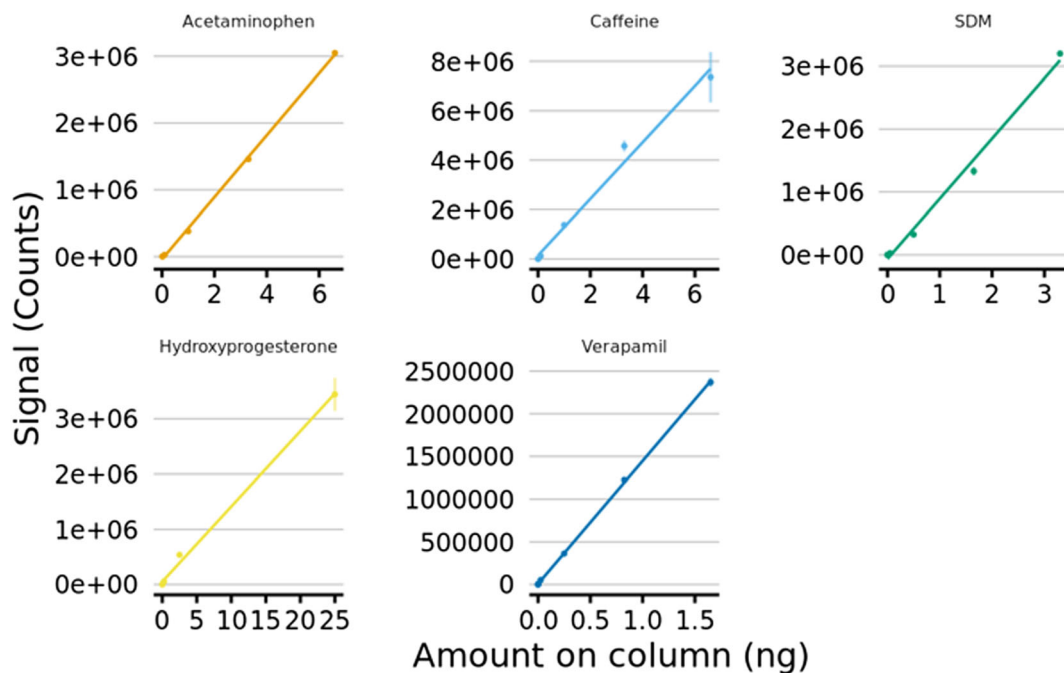 Acetaminophen
Caffeine
SDM
3e+06
2e+06
1e+06
0e+00
0 2 4 6
8e+06
6e+06
4e+06
2e+06
0e+00
0 2 4 6
3e+06
2e+06
1e+06
0e+00
0 1 2 3
Signal (Counts)
Hydroxyprogesterone
Verapamil
3e+06
2e+06
1e+06
0e+00
0 5 10 15 20 25
2500000
2000000
1500000
1000000
500000
0
0.0 0.5 1.0 1.5
Amount on column (ng)